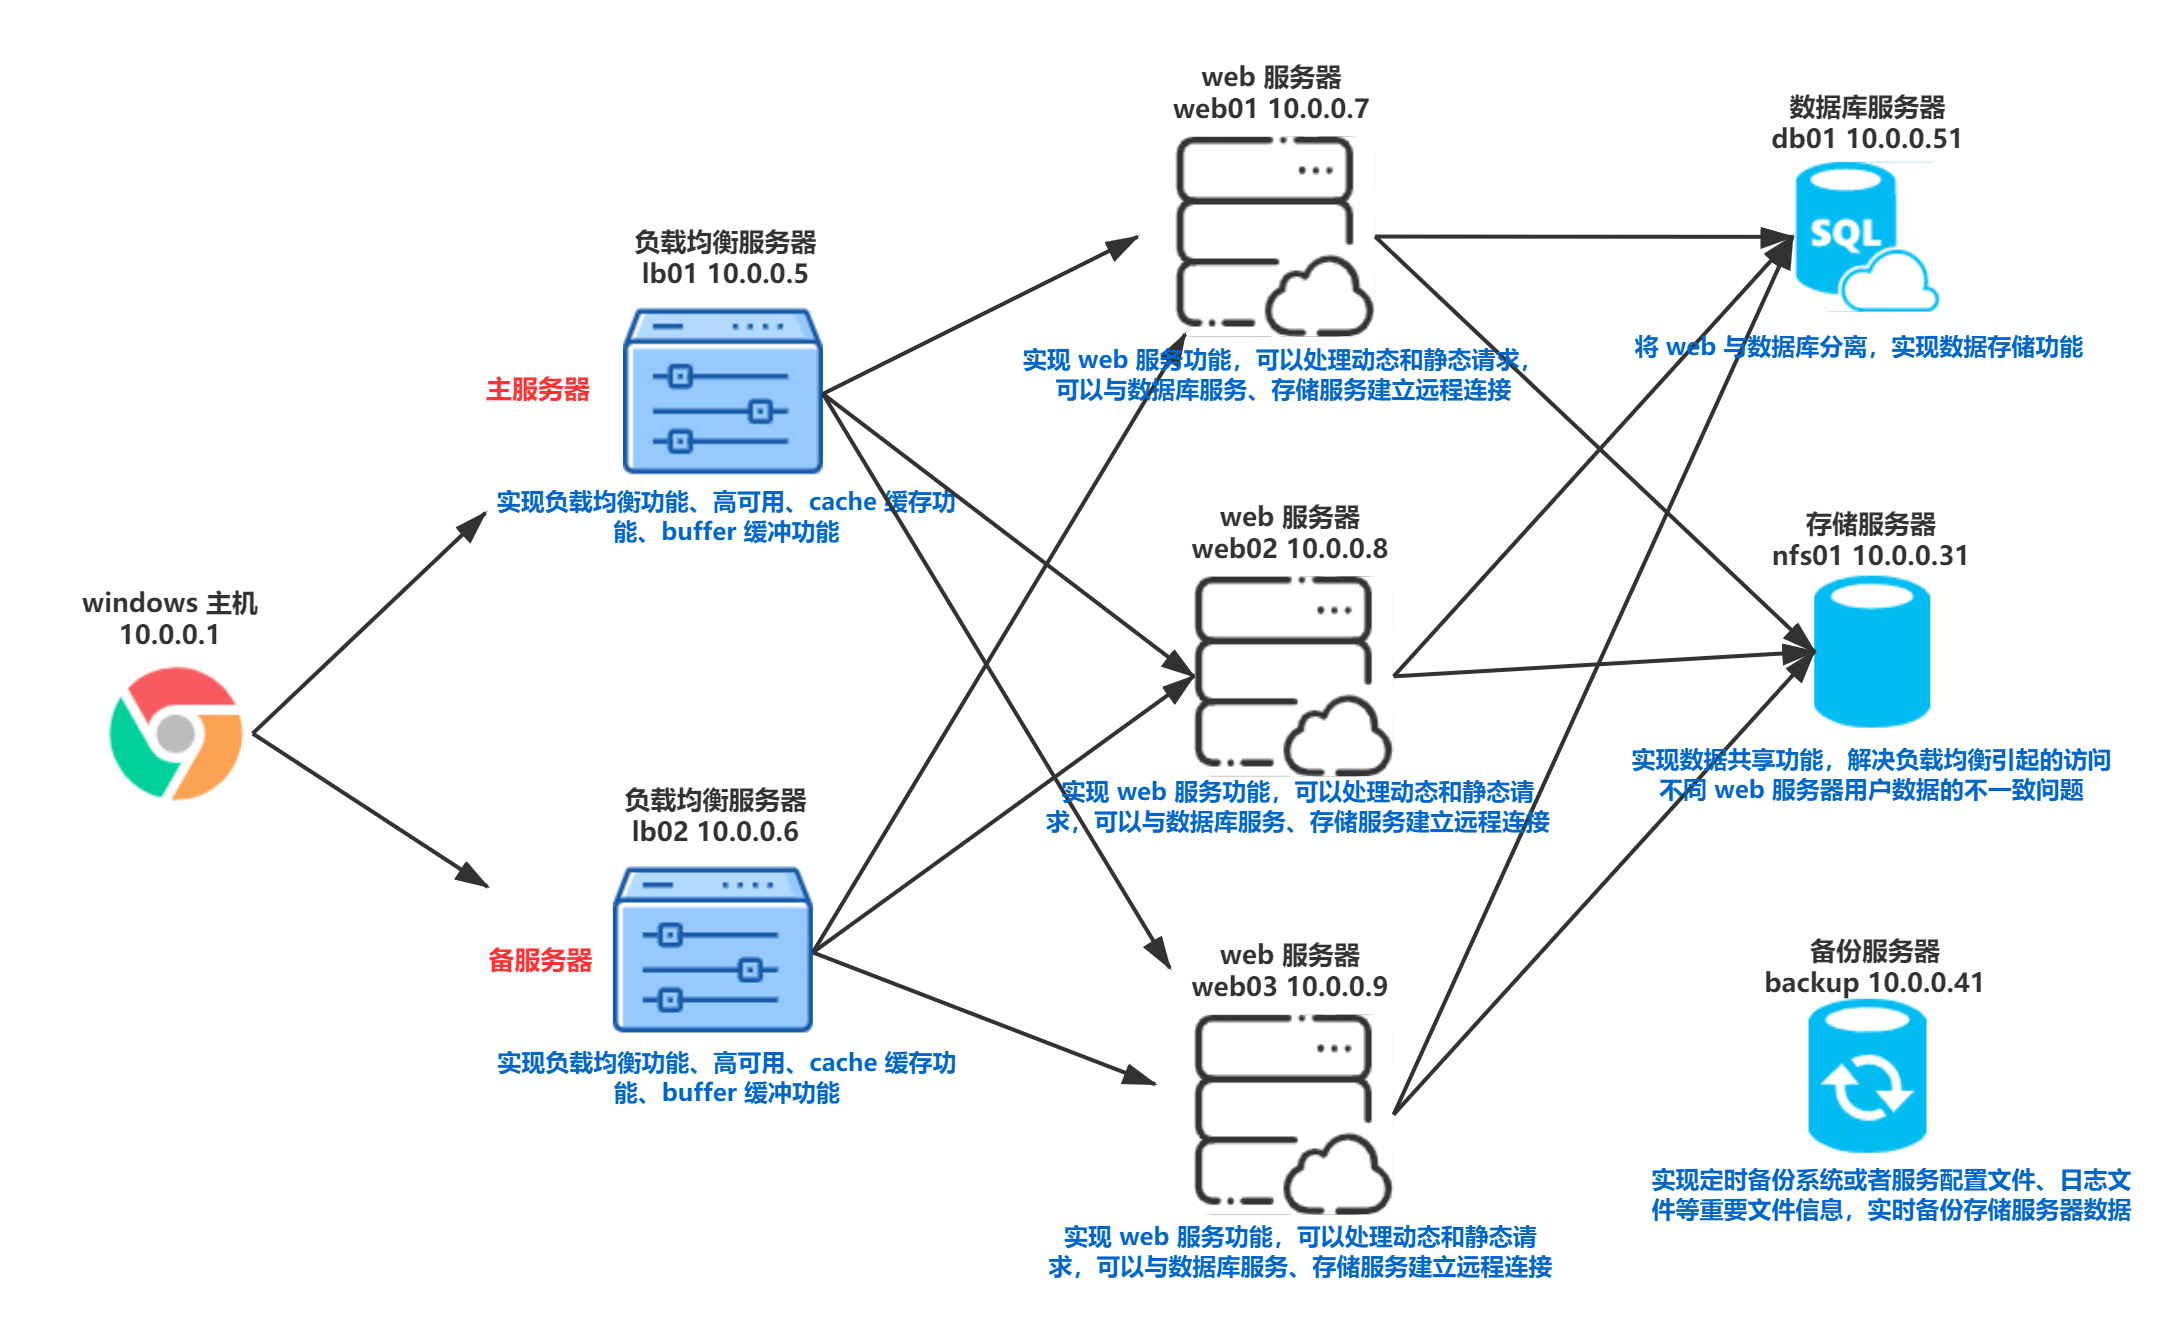 windows 主机
10.0.0.1
负载均衡服务器
lb01 10.0.0.5
主服务器
实现负载均衡功能、高可用、cache 缓存功
能、buffer 缓冲功能
负载均衡服务器
lb02 10.0.0.6
备服务器
实现负载均衡功能、高可用、cache 缓存功
能、buffer 缓冲功能
web 服务器
web01 10.0.0.7
实现 web 服务功能，可以处理动态和静态请求，
可以与数据库服务、存储服务建立远程连接
web 服务器
web02 10.0.0.8
实现 web 服务功能，可以处理动态和静态请
求，可以与数据库服务、存储服务建立远程连接
web 服务器
web03 10.0.0.9
实现 web 服务功能，可以处理动态和静态请
求，可以与数据库服务、存储服务建立远程连接
数据库服务器
db01 10.0.0.51
SQL
将 web 与数据库分离，实现数据存储功能
存储服务器
nfs01 10.0.0.31
实现数据共享功能，解决负载均衡引起的访问
不同 web 服务器用户数据的不一致问题
备份服务器
backup 10.0.0.41
实现定时备份系统或者服务配置文件、日志文
件等重要文件信息，实时备份存储服务器数据